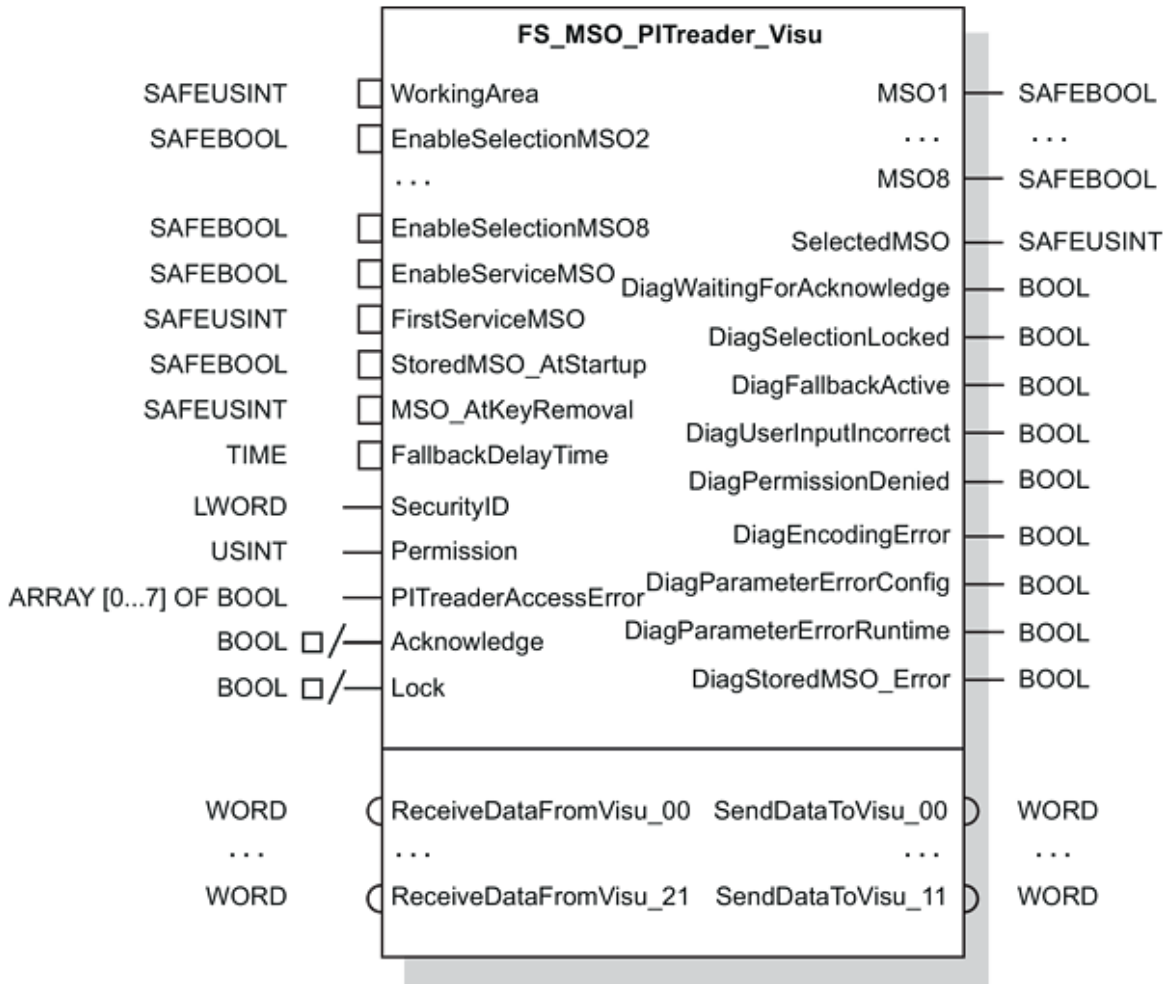 FS_MSO_PITreader_Visu
SAFEUSINT WorkingArea MSO1 SAFEBOOL
SAFEBOOL EnableSelectionMSO2 ... ...
... MSO8 SAFEBOOL
SAFEBOOL EnableSelectionMSO8 SelectedMSO SAFEUSINT
SAFEBOOL EnableServiceMSO DiagWaitingForAcknowledge BOOL
SAFEUSINT FirstServiceMSO DiagSelectionLocked BOOL
SAFEBOOL StoredMSO_AtStartup DiagFallbackActive BOOL
SAFEUSINT MSO_AtKeyRemoval DiagUserInputIncorrect BOOL
TIME FallbackDelayTime DiagPermissionDenied BOOL
LWORD SecurityID DiagEncodingError BOOL
USINT Permission
ARRAY [0...7] OF BOOL PITreaderAccessError DiagParameterErrorConfig BOOL
BOOL Acknowledge DiagParameterErrorRuntime BOOL
BOOL Lock DiagStoredMSO_Error BOOL
WORD ReceiveDataFromVisu_00 SendDataToVisu_00 WORD
... ... ... ...
WORD ReceiveDataFromVisu_21 SendDataToVisu_11 WORD